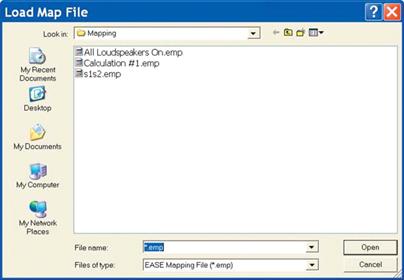 Load Map File
Look in: Mapping
All Loudspeakers On.emp
Calculation #1.emp
s1s2.emp
My Recent
Documents
Desktop
My Documents
My Computer
My Network
Places
File name: *.emp Open
Files of type: EASE Mapping File (*.emp) Cancel